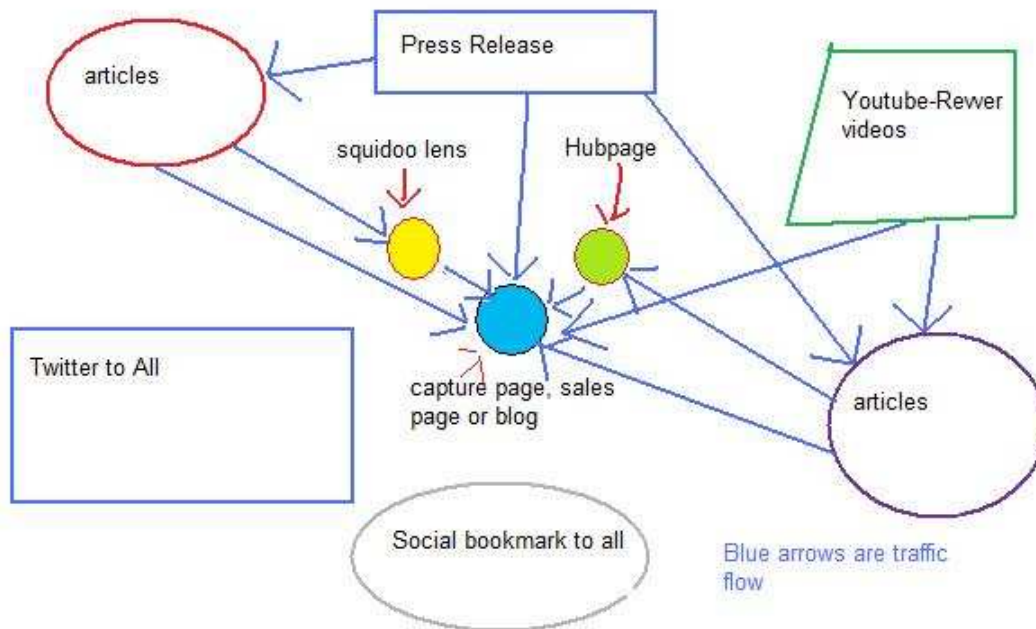 Press Release
articles
Youtube-Rewer
videos
squidoo lens
Hubpage
Twitter to All
capture page, sales
page or blog
articles
Social bookmark to all
Blue arrows are traffic
flow